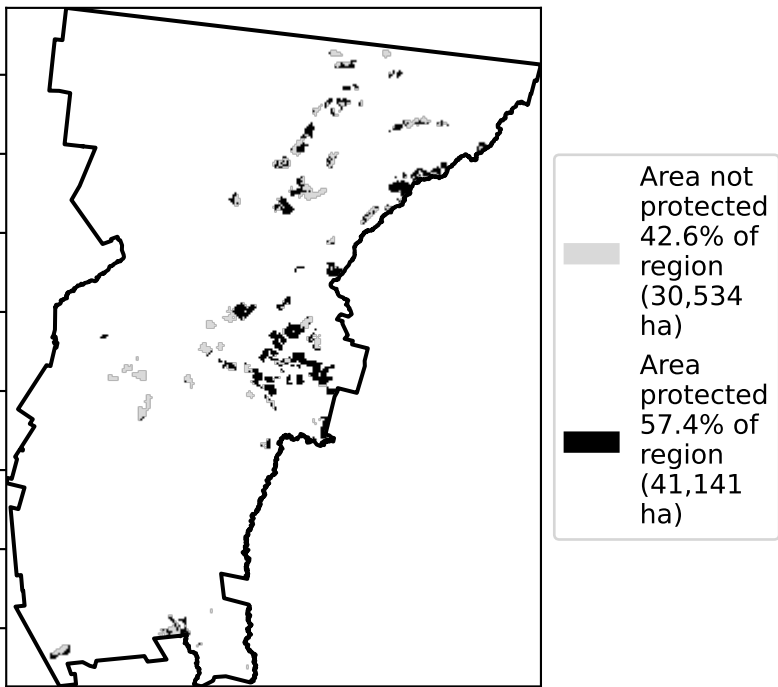 Area not
protected
42.6% of
region
(30,534
ha)
Area
protected
57.4% of
region
(41,141
ha)